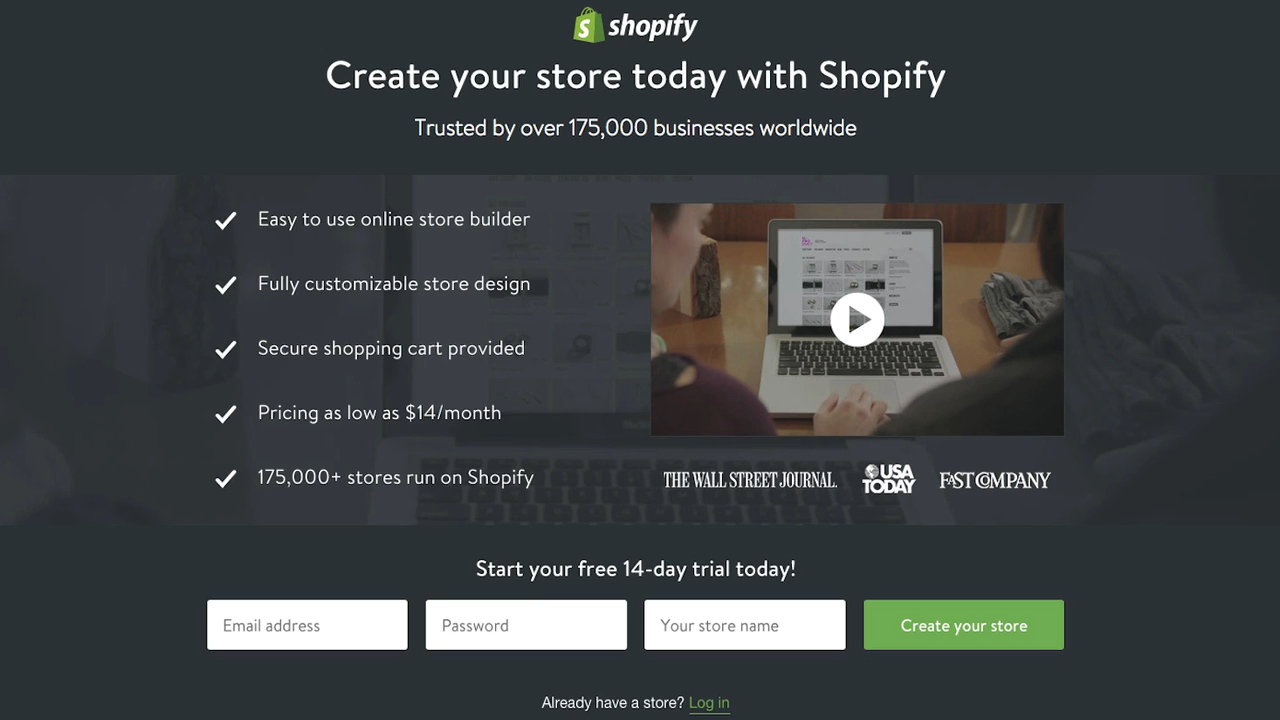 shopify
Create your store today with Shopify
Trusted by over 175,000 businesses worldwide
Easy to use online store builder
Fully customizable store design
Secure shopping cart provided
Pricing as low as $14/month
175,000+ stores run on Shopify
THE WALL STREET JOURNAL.
USA
TODAY
FAST COMPANY
Start your free 14-day trial today!
Email address
Password
Your store name
Create your store
Already have a store? Log in